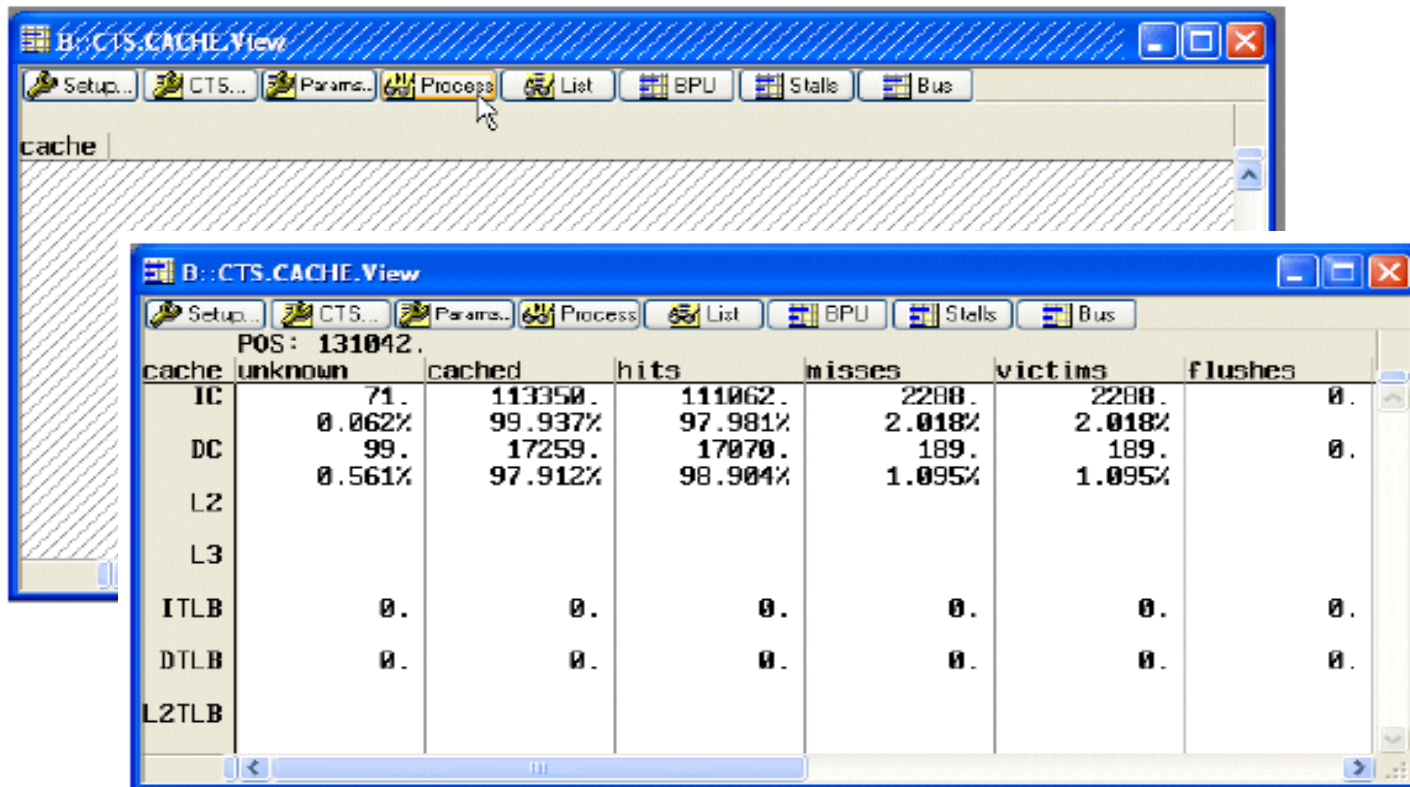 B::CTS.CACHE.View
Setup... CTS... Params... Process List BPU Stalls Bus
cache
B::CTS.CACHE.View
Setup... CTS... Params... Process List BPU Stalls Bus
POS: 131042.
cache unknown cached hits misses victims flushes
IC 71. 113350. 111062. 2288. 2288. 0.
0.062% 99.937% 97.981% 2.018% 2.018%
DC 99. 17259. 17070. 189. 189. 0.
0.561% 97.912% 98.904% 1.095% 1.095%
L2
L3
ITLB 0. 0. 0. 0. 0. 0.
DTLB 0. 0. 0. 0. 0. 0.
L2TLB